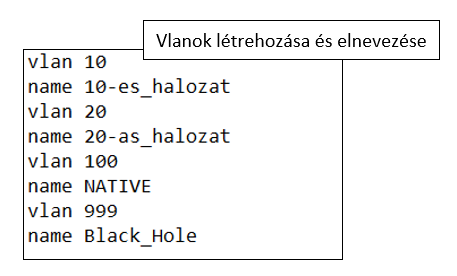 Vlanok létrehozása és elnevezése
vlan 10
name 10-es_halozat
vlan 20
name 20-as_halozat
vlan 100
name NATIVE
vlan 999
name Black_Hole